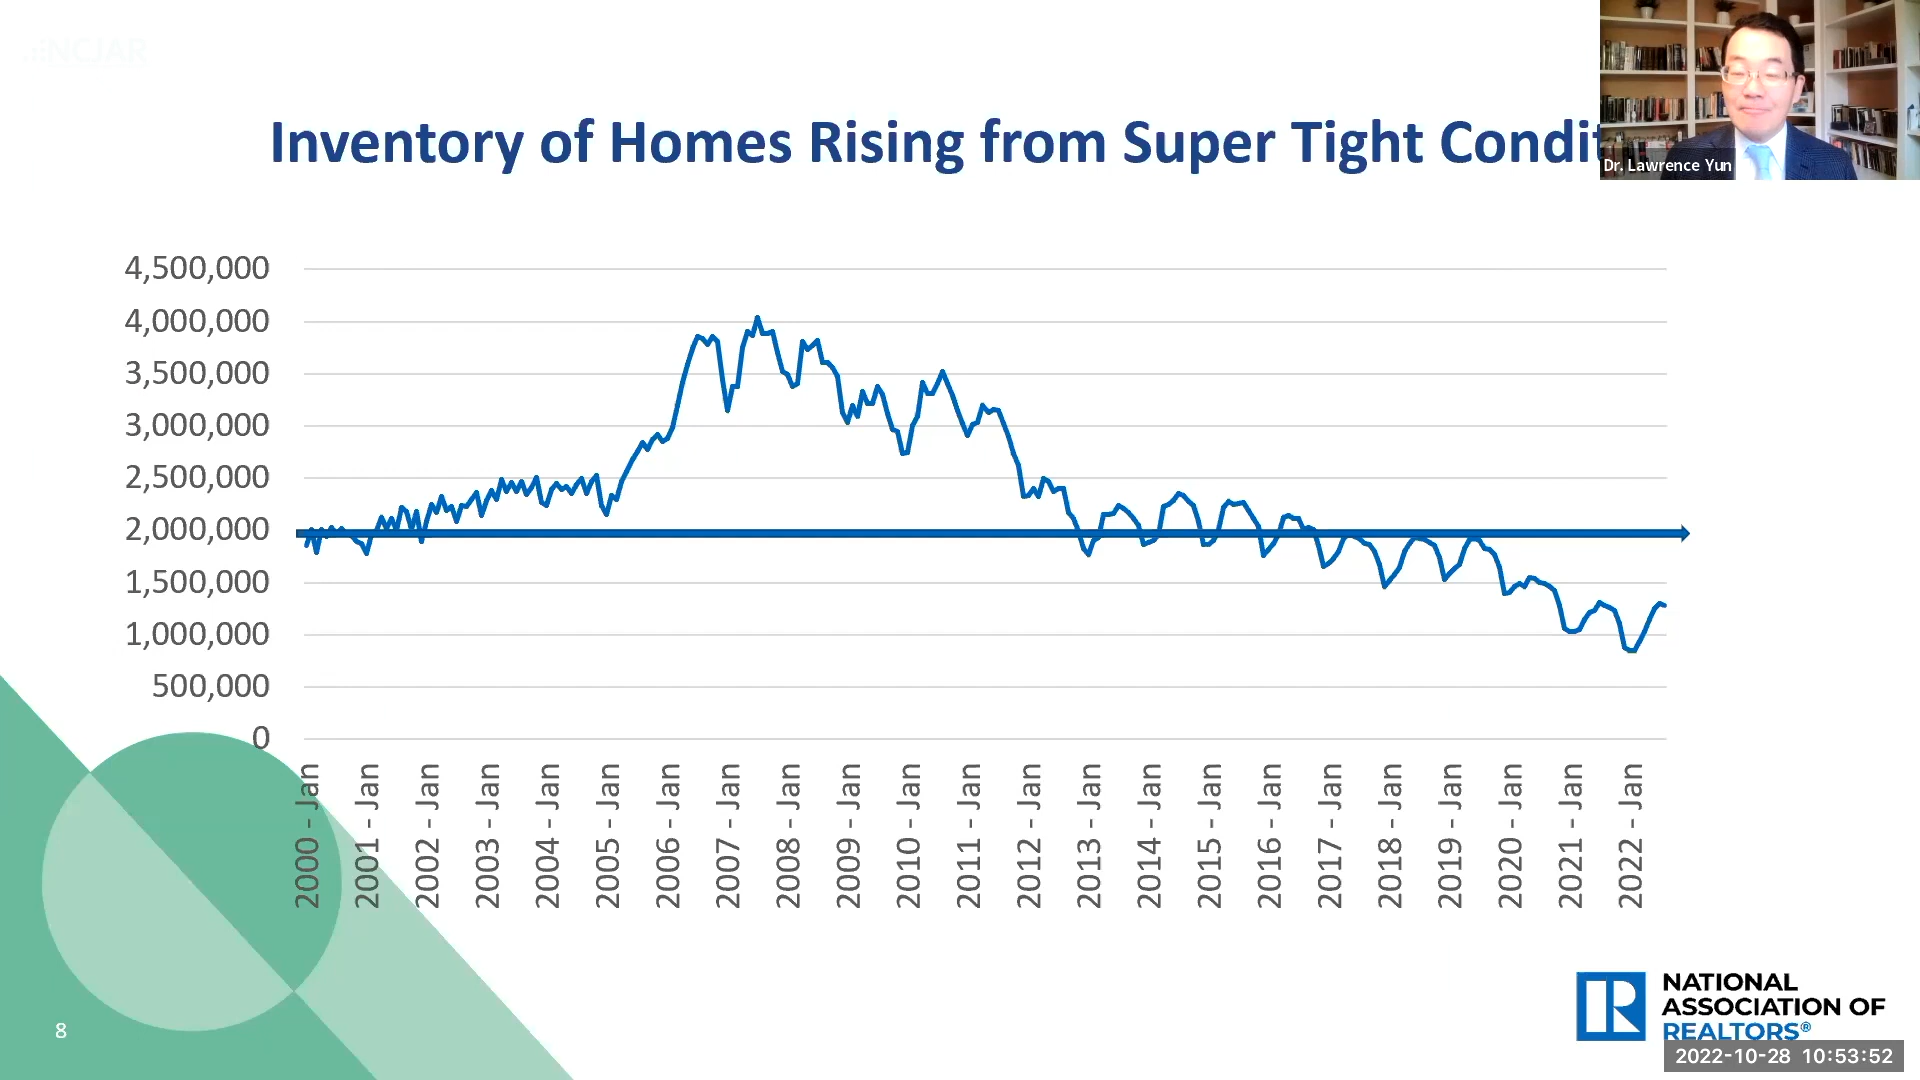 NCJAR
Inventory of Homes Rising from Super Tight Condit
Dr. Lawrence Yun
4,500,000
4,000,000
3,500,000
3,000,000
2,500,000
2,000,000
1,500,000
1,000,000
500,000
0
2000 - Jan
2001 - Jan
2002 - Jan
2003 - Jan
2004 - Jan
2005 - Jan
2006 - Jan
2007 - Jan
2008 - Jan
2009 - Jan
2010 - Jan
2011 - Jan
2012 - Jan
2013 - Jan
2014 - Jan
2015 - Jan
2016 - Jan
2017 - Jan
2018 - Jan
2019 - Jan
2020 - Jan
2021 - Jan
2022 - Jan
NATIONAL
ASSOCIATION OF
REALTORS®
8
2022-10-28 10:53:52